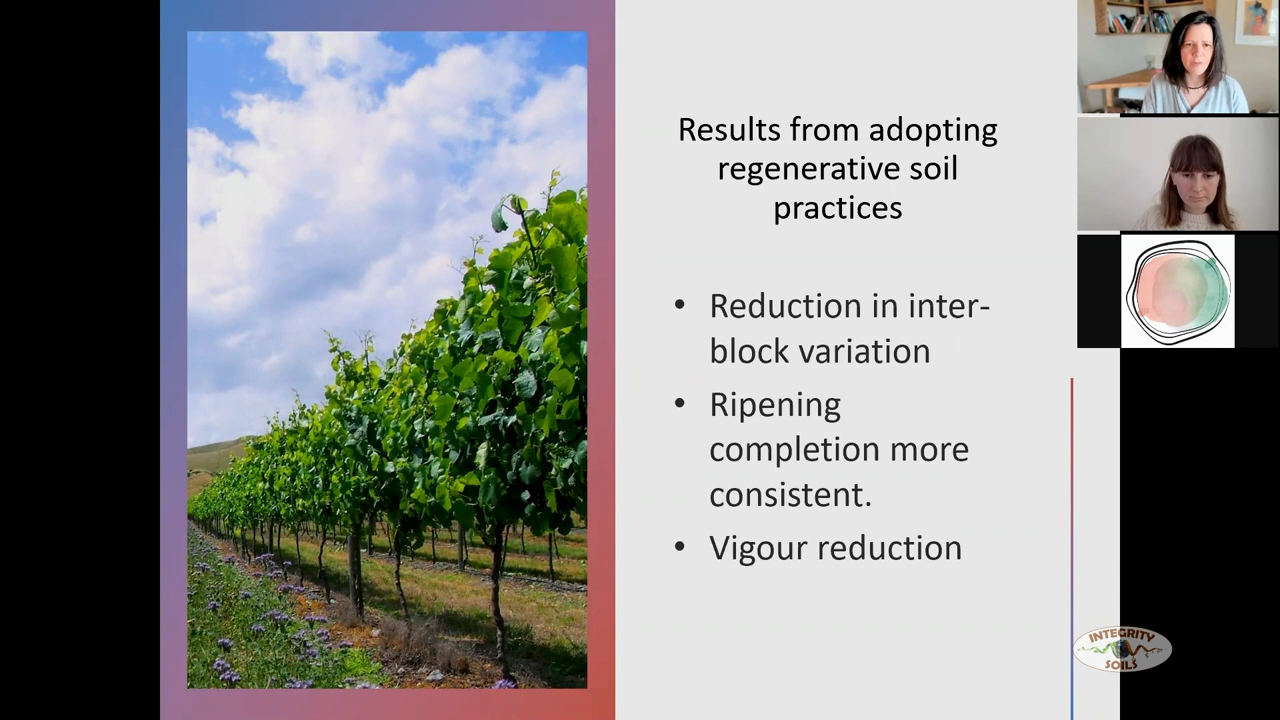 Results from adopting
regenerative soil
practices
• Reduction in inter-
block variation
• Ripening
completion more
consistent.
• Vigour reduction
INTEGRITY
SOILS